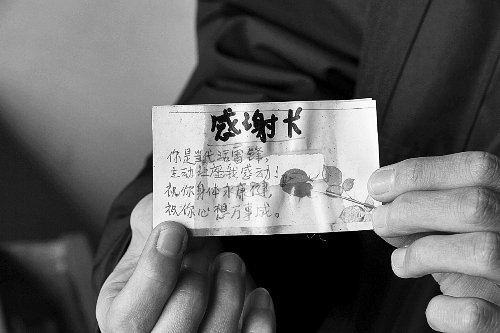 感谢卡
你是当代活雷锋,
主动让座我感动!
祝你身体亦康健
祝你心想万事成。